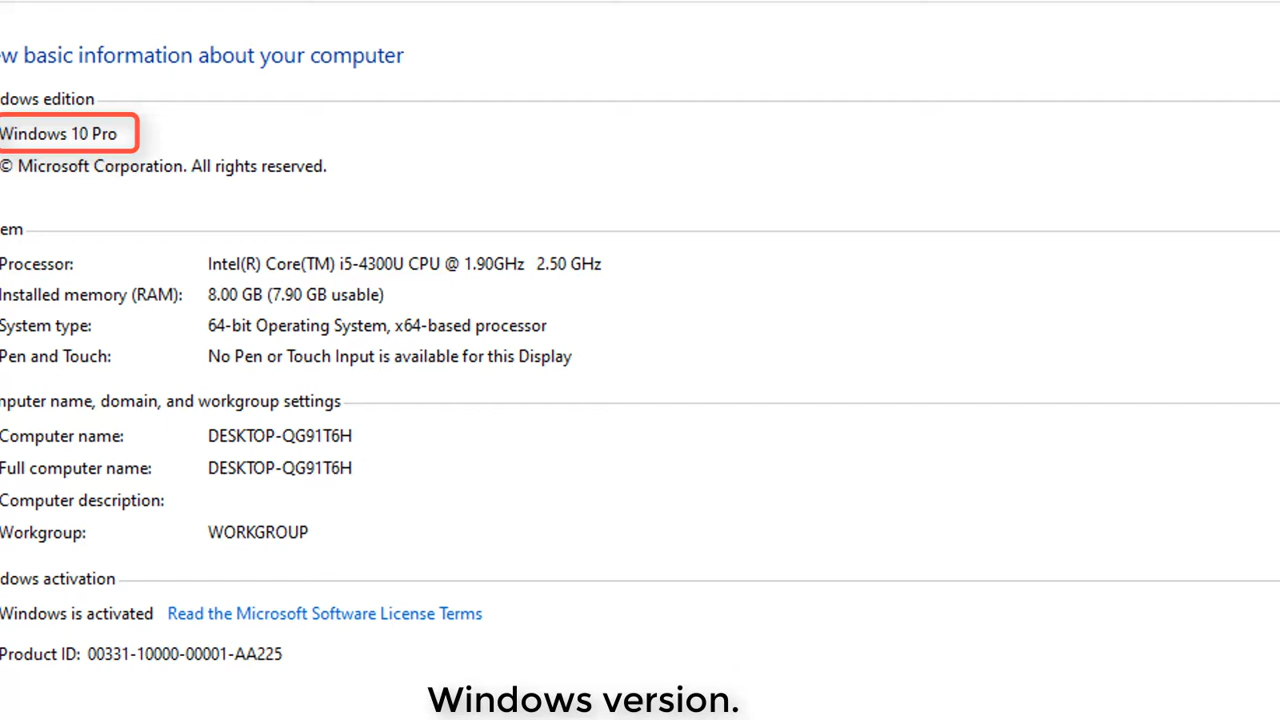 ew basic information about your computer
dows edition
Windows 10 Pro
© Microsoft Corporation. All rights reserved.
em
Processor: Intel(R) Core(TM) i5-4300U CPU @ 1.90GHz 2.50 GHz
Installed memory (RAM): 8.00 GB (7.90 GB usable)
System type: 64-bit Operating System, x64-based processor
Pen and Touch: No Pen or Touch Input is available for this Display
mputer name, domain, and workgroup settings
Computer name: DESKTOP-QG91T6H
Full computer name: DESKTOP-QG91T6H
Computer description:
Workgroup: WORKGROUP
dows activation
Windows is activated Read the Microsoft Software License Terms
Product ID: 00331-10000-00001-AA225
Windows version.